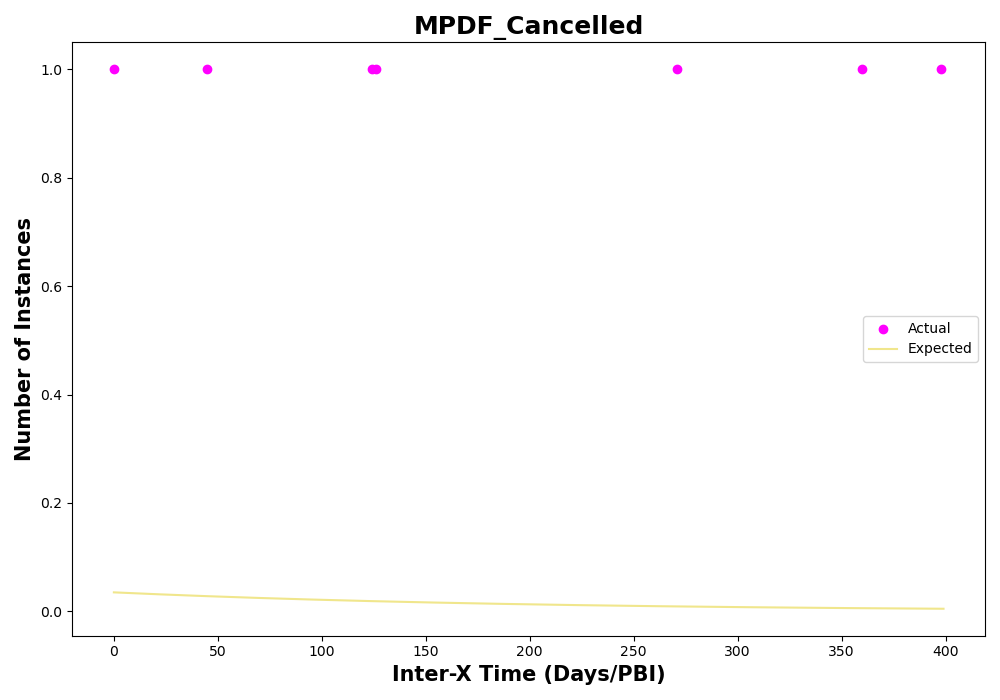 MPDF_Cancelled
Number of Instances
1.0
0.8
0.6
0.4
0.2
0.0
Actual
Expected
0 50 100 150 200 250 300 350 400
Inter-X Time (Days/PBI)